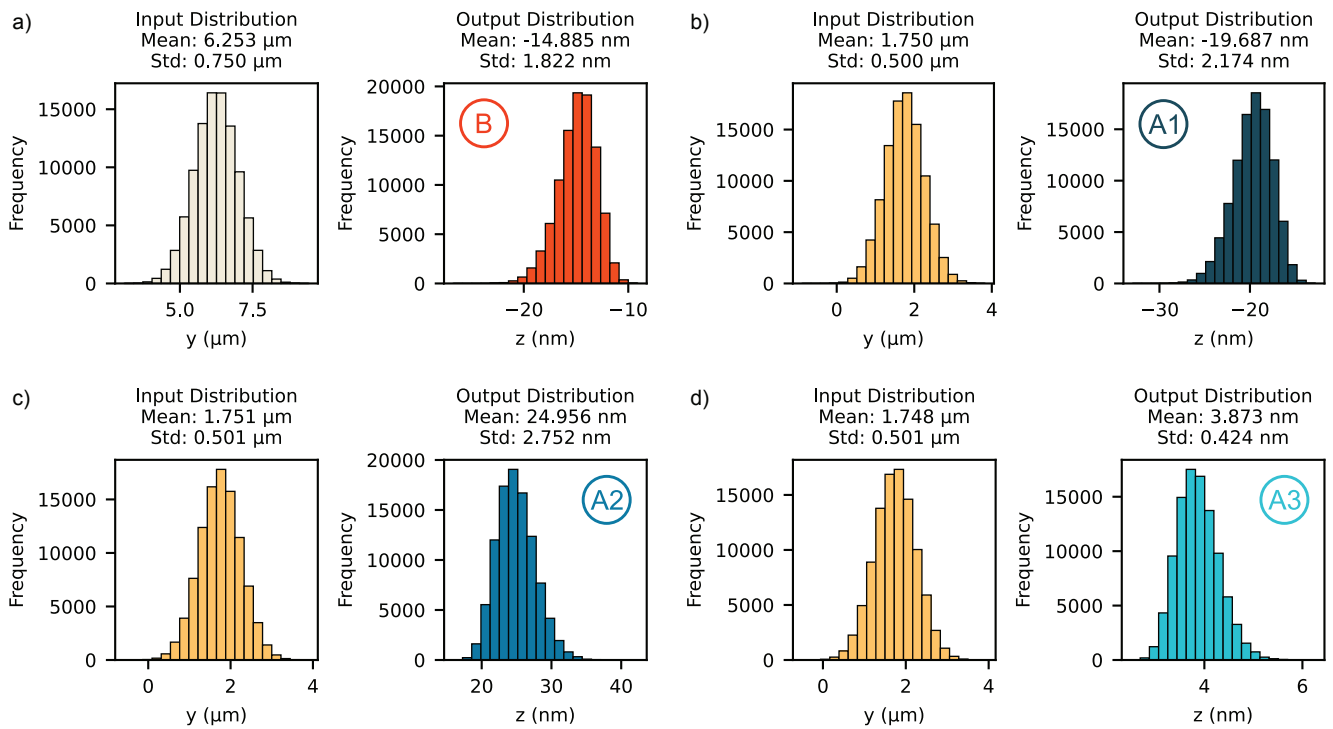 a)
Input Distribution
Mean: 6.253 µm
Std: 0.750 µm
Frequency
15000
10000
5000
0
5.0 7.5
y (µm)
Output Distribution
Mean: -14.885 nm
Std: 1.822 nm
Frequency
20000
15000
10000
5000
0
B
−20 −10
z (nm)
b)
Input Distribution
Mean: 1.750 µm
Std: 0.500 µm
Frequency
15000
10000
5000
0
0 2 4
y (µm)
Output Distribution
Mean: -19.687 nm
Std: 2.174 nm
Frequency
15000
10000
5000
0
A1
−30 −20
z (nm)
c)
Input Distribution
Mean: 1.751 µm
Std: 0.501 µm
Frequency
15000
10000
5000
0
0 2 4
y (µm)
Output Distribution
Mean: 24.956 nm
Std: 2.752 nm
Frequency
20000
15000
10000
5000
0
A2
20 30 40
z (nm)
d)
Input Distribution
Mean: 1.748 µm
Std: 0.501 µm
Frequency
15000
10000
5000
0
0 2 4
y (µm)
Output Distribution
Mean: 3.873 nm
Std: 0.424 nm
Frequency
15000
10000
5000
0
A3
4 6
z (nm)